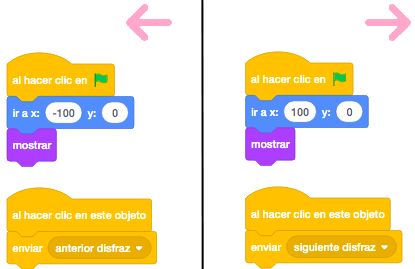 al hacer clic en
ir a x: -100 y: 0
mostrar
al hacer clic en este objeto
enviar anterior disfraz
al hacer clic en
ir a x: 100 y: 0
mostrar
al hacer clic en este objeto
enviar siguiente disfraz